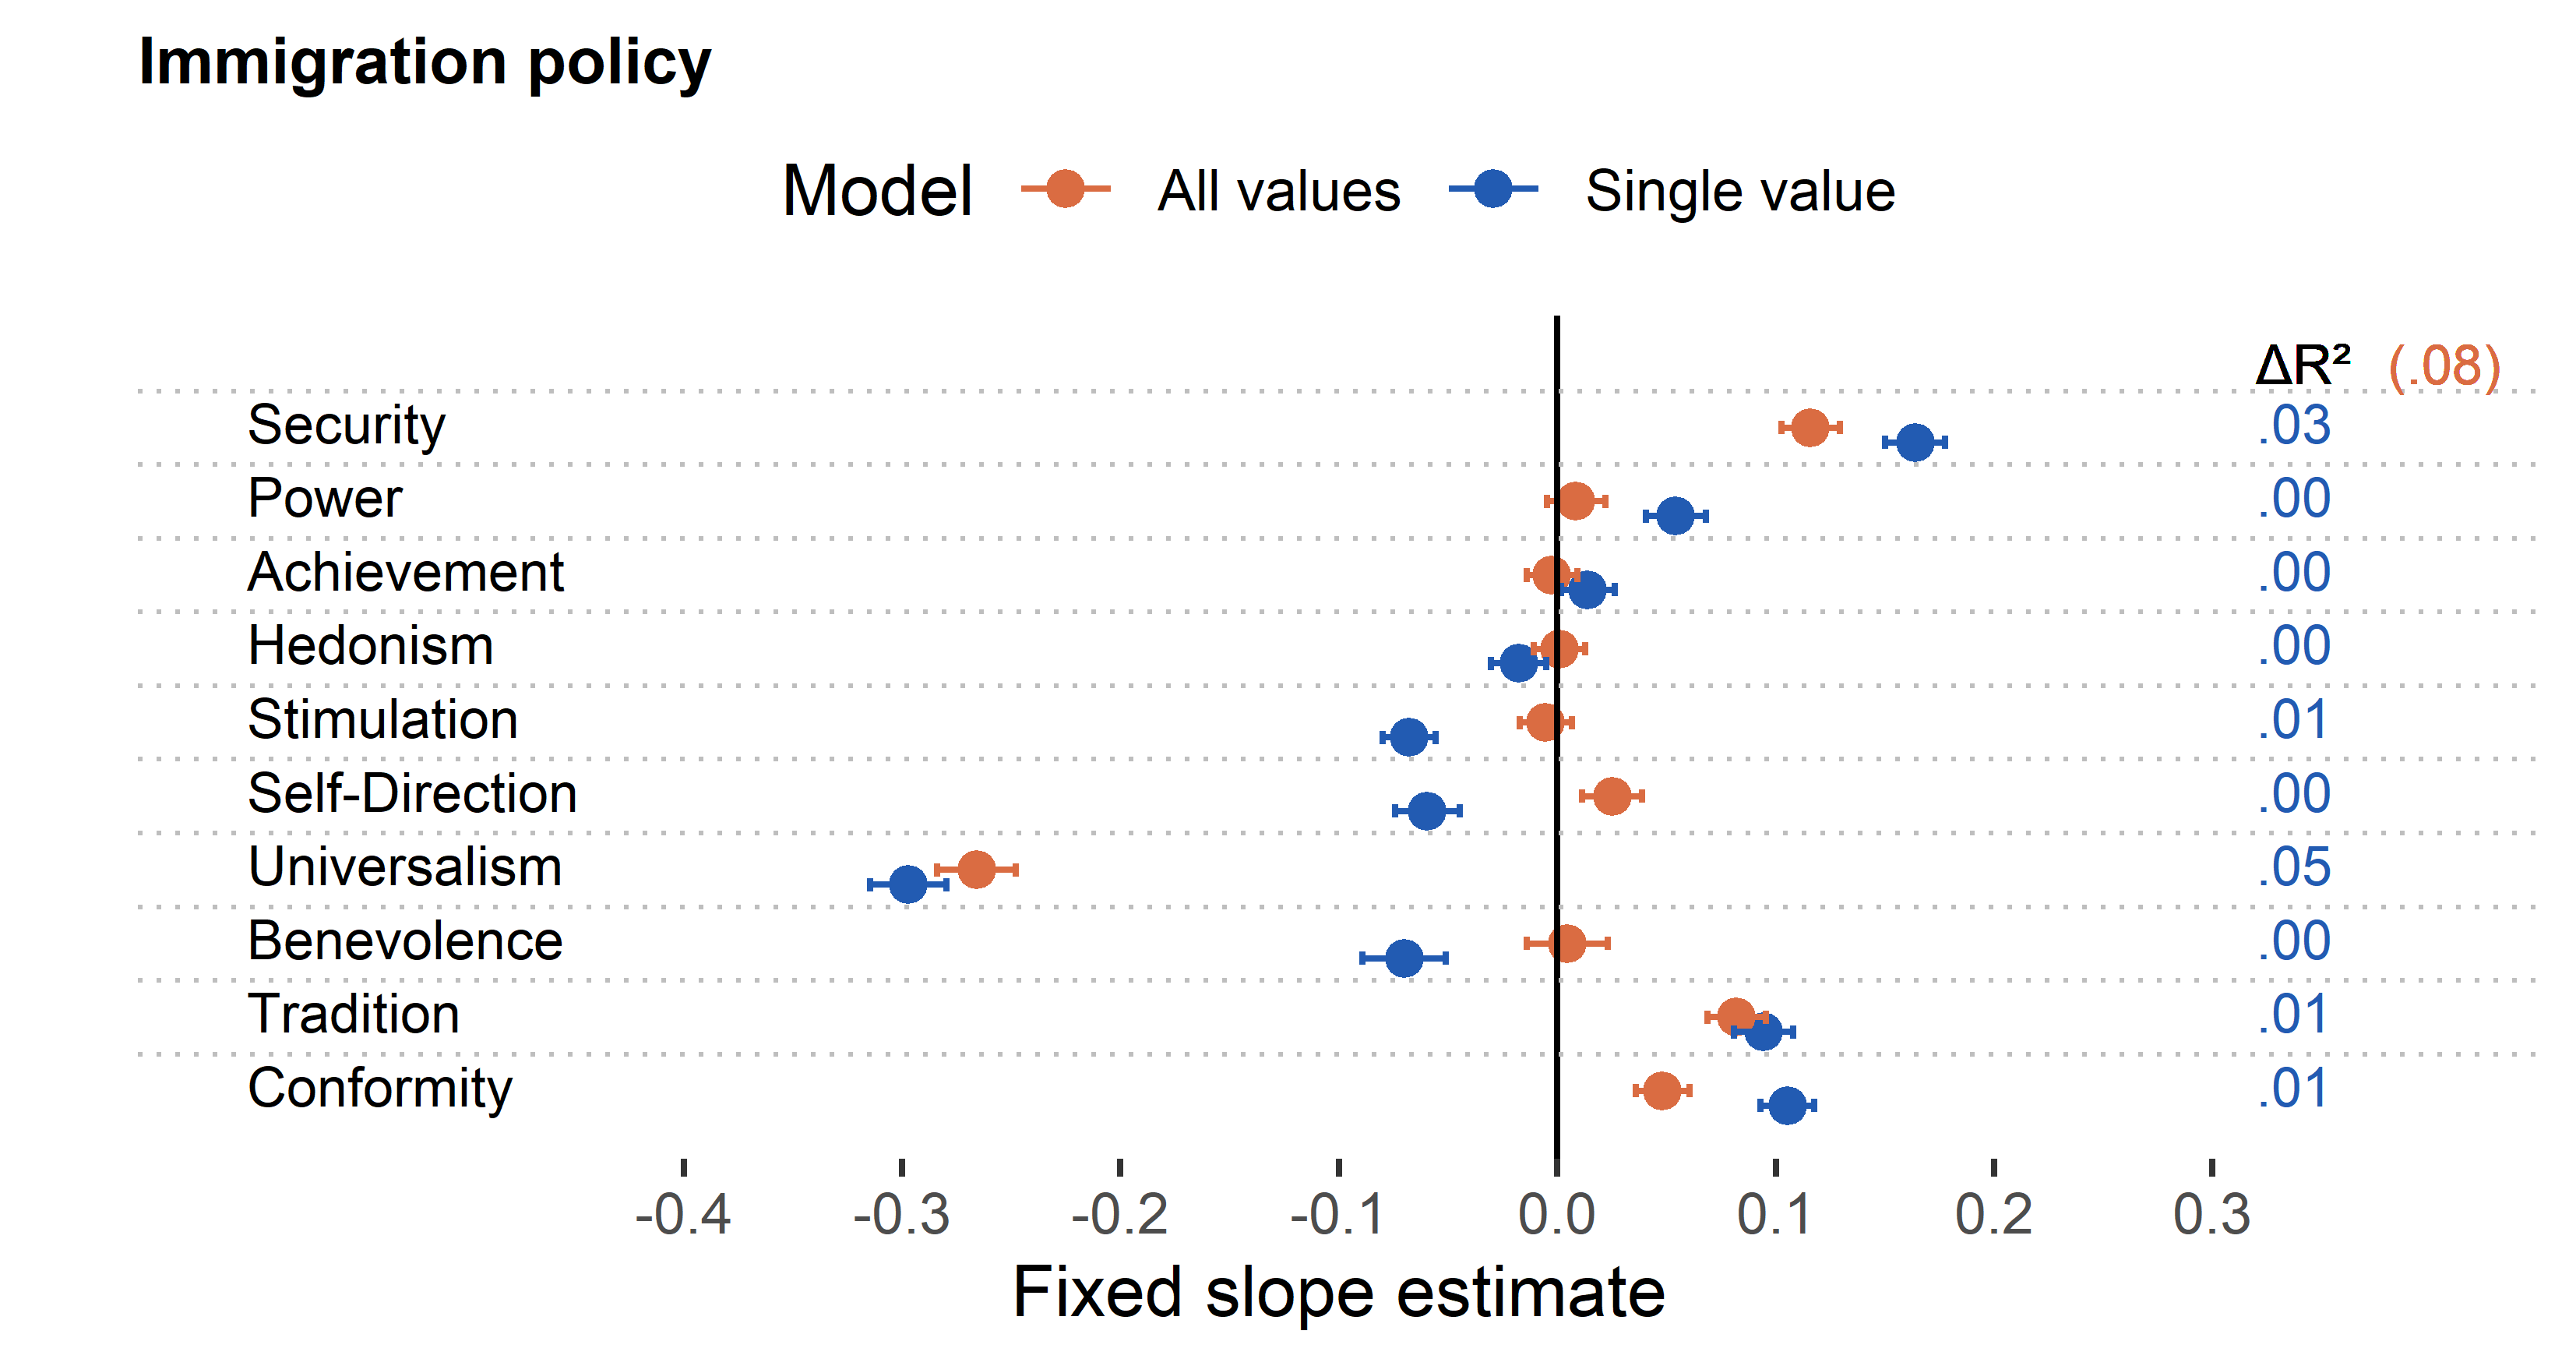 Immigration policy
Model All values Single value
ΔR² (.08)
Security .03
Power .00
Achievement .00
Hedonism .00
Stimulation .01
Self-Direction .00
Universalism .05
Benevolence .00
Tradition .01
Conformity .01
-0.4 -0.3 -0.2 -0.1 0.0 0.1 0.2 0.3
Fixed slope estimate